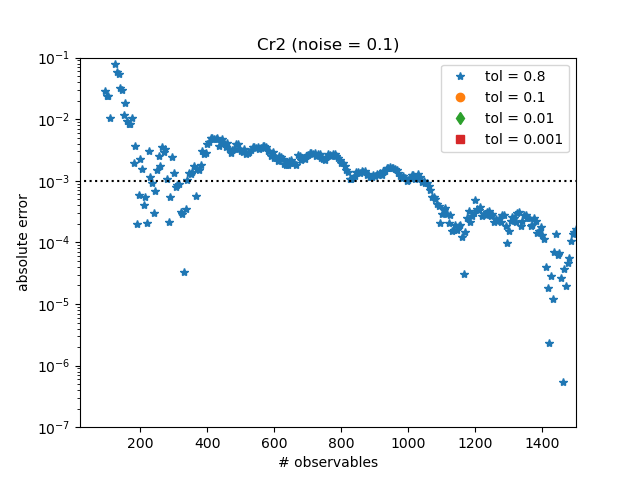 Cr2 (noise = 0.1)
tol = 0.8
tol = 0.1
tol = 0.01
tol = 0.001
absolute error
10⁻¹
10⁻²
10⁻³
10⁻⁴
10⁻⁵
10⁻⁶
10⁻⁷
200 400 600 800 1000 1200 1400
# observables